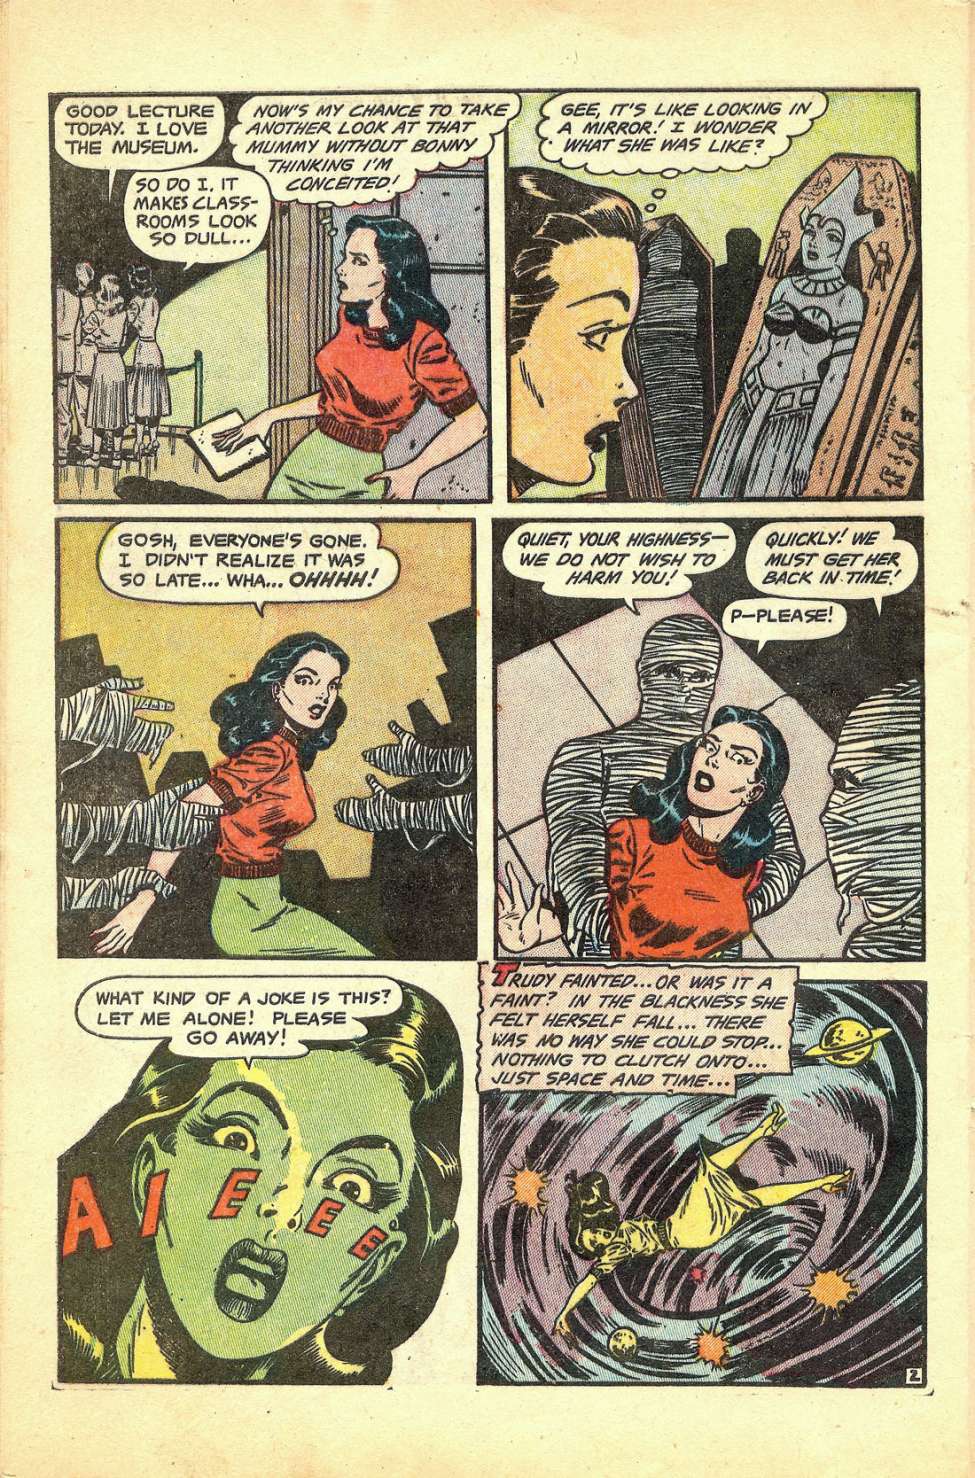 GOOD LECTURE
TODAY. I LOVE
THE MUSEUM.
SO DO I. IT
MAKES CLASS-
ROOMS LOOK
SO DULL...
NOW'S MY CHANCE TO TAKE
ANOTHER LOOK AT THAT
MUMMY WITHOUT BONNY
THINKING I'M
CONCEITED!
GEE, IT'S LIKE LOOKING IN
A MIRROR! I WONDER
WHAT SHE WAS LIKE?
GOSH, EVERYONE'S GONE.
I DIDN'T REALIZE IT WAS
SO LATE... WHA... OHHHH!
QUIET, YOUR HIGHNESS—
WE DO NOT WISH TO
HARM YOU!
QUICKLY! WE
MUST GET HER
BACK IN TIME!
P-PLEASE!
WHAT KIND OF A JOKE IS THIS?
LET ME ALONE! PLEASE
GO AWAY!
AIEEEE
TRUDY FAINTED... OR WAS IT A
FAINT? IN THE BLACKNESS SHE
FELT HERSELF FALL... THERE
WAS NO WAY SHE COULD STOP...
NOTHING TO CLUTCH ONTO...
JUST SPACE AND TIME...
2